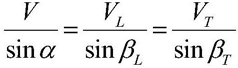 V / sin α = V_L / sin β_L = V_T / sin β_T